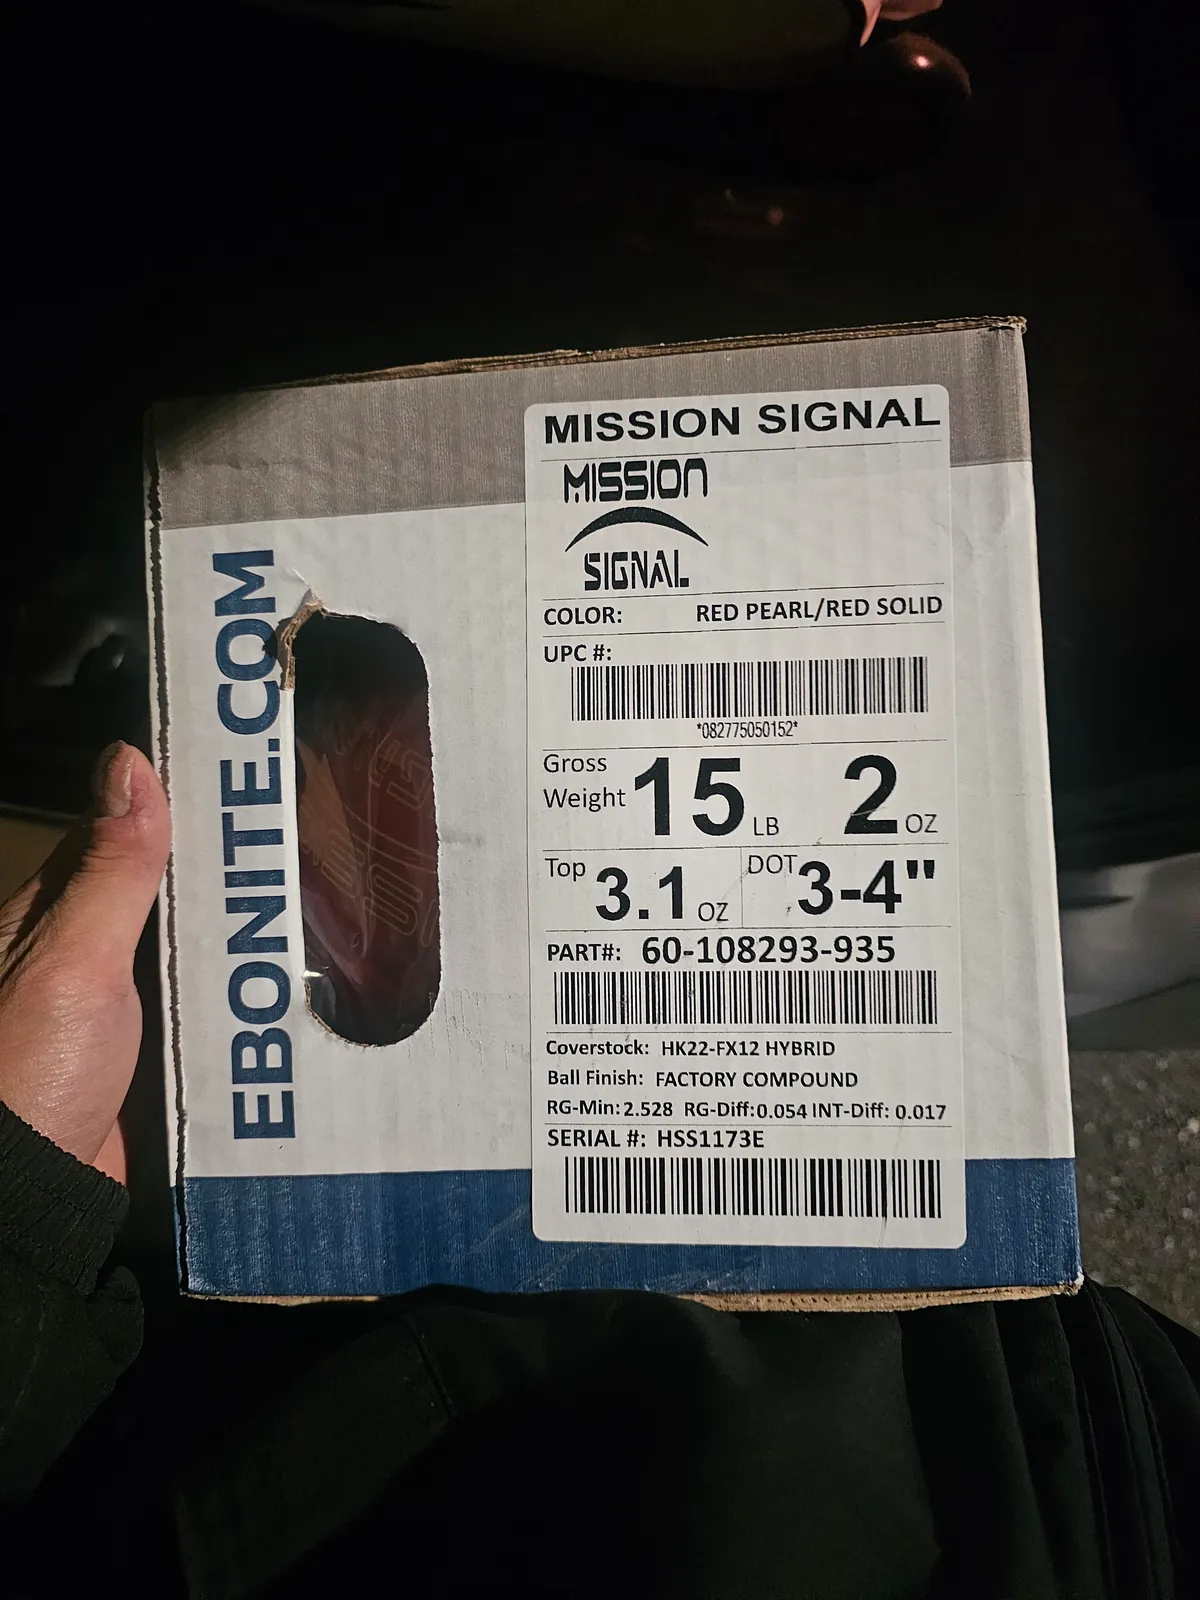 EBONITE.COM
MISSION SIGNAL
MISSION
SIGNAL
COLOR: RED PEARL/RED SOLID
UPC #:
*082775050152*
Gross Weight 15 LB 2 OZ
Top 3.1 OZ DOT 3-4"
PART#: 60-108293-935
Coverstock: HK22-FX12 HYBRID
Ball Finish: FACTORY COMPOUND
RG-Min: 2.528 RG-Diff: 0.054 INT-Diff: 0.017
SERIAL #: HSS1173E